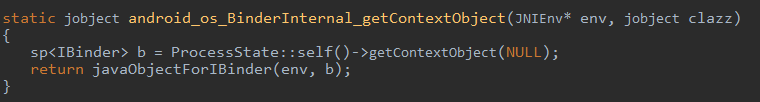 static jobject android_os_BinderInternal_getContextObject(JNIEnv* env, jobject clazz)
{
    sp<IBinder> b = ProcessState::self()->getContextObject(NULL);
    return javaObjectForIBinder(env, b);
}